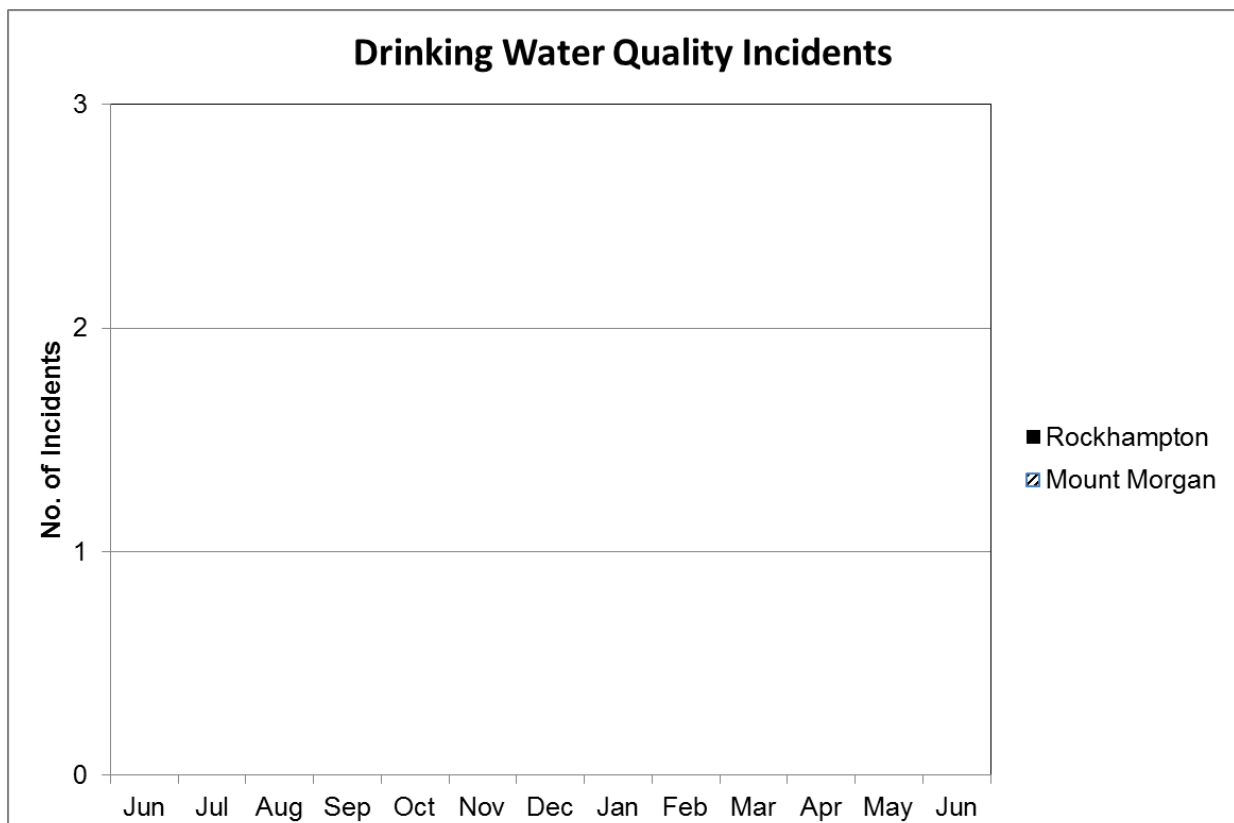 Drinking Water Quality Incidents
3
2
1
0
No. of Incidents
Jun Jul Aug Sep Oct Nov Dec Jan Feb Mar Apr May Jun
Rockhampton
Mount Morgan